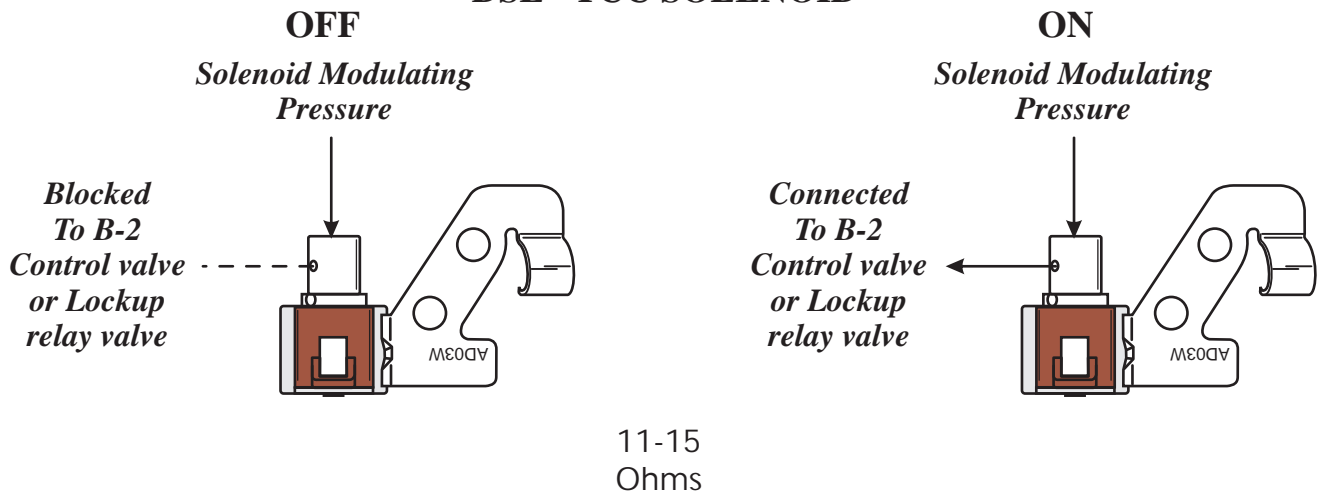 SOLENOID
OFF
Solenoid Modulating
Pressure
Blocked
To B-2
Control valve
or Lockup
relay valve
AD03W
ON
Solenoid Modulating
Pressure
Connected
To B-2
Control valve
or Lockup
relay valve
AD03W
11-15
Ohms